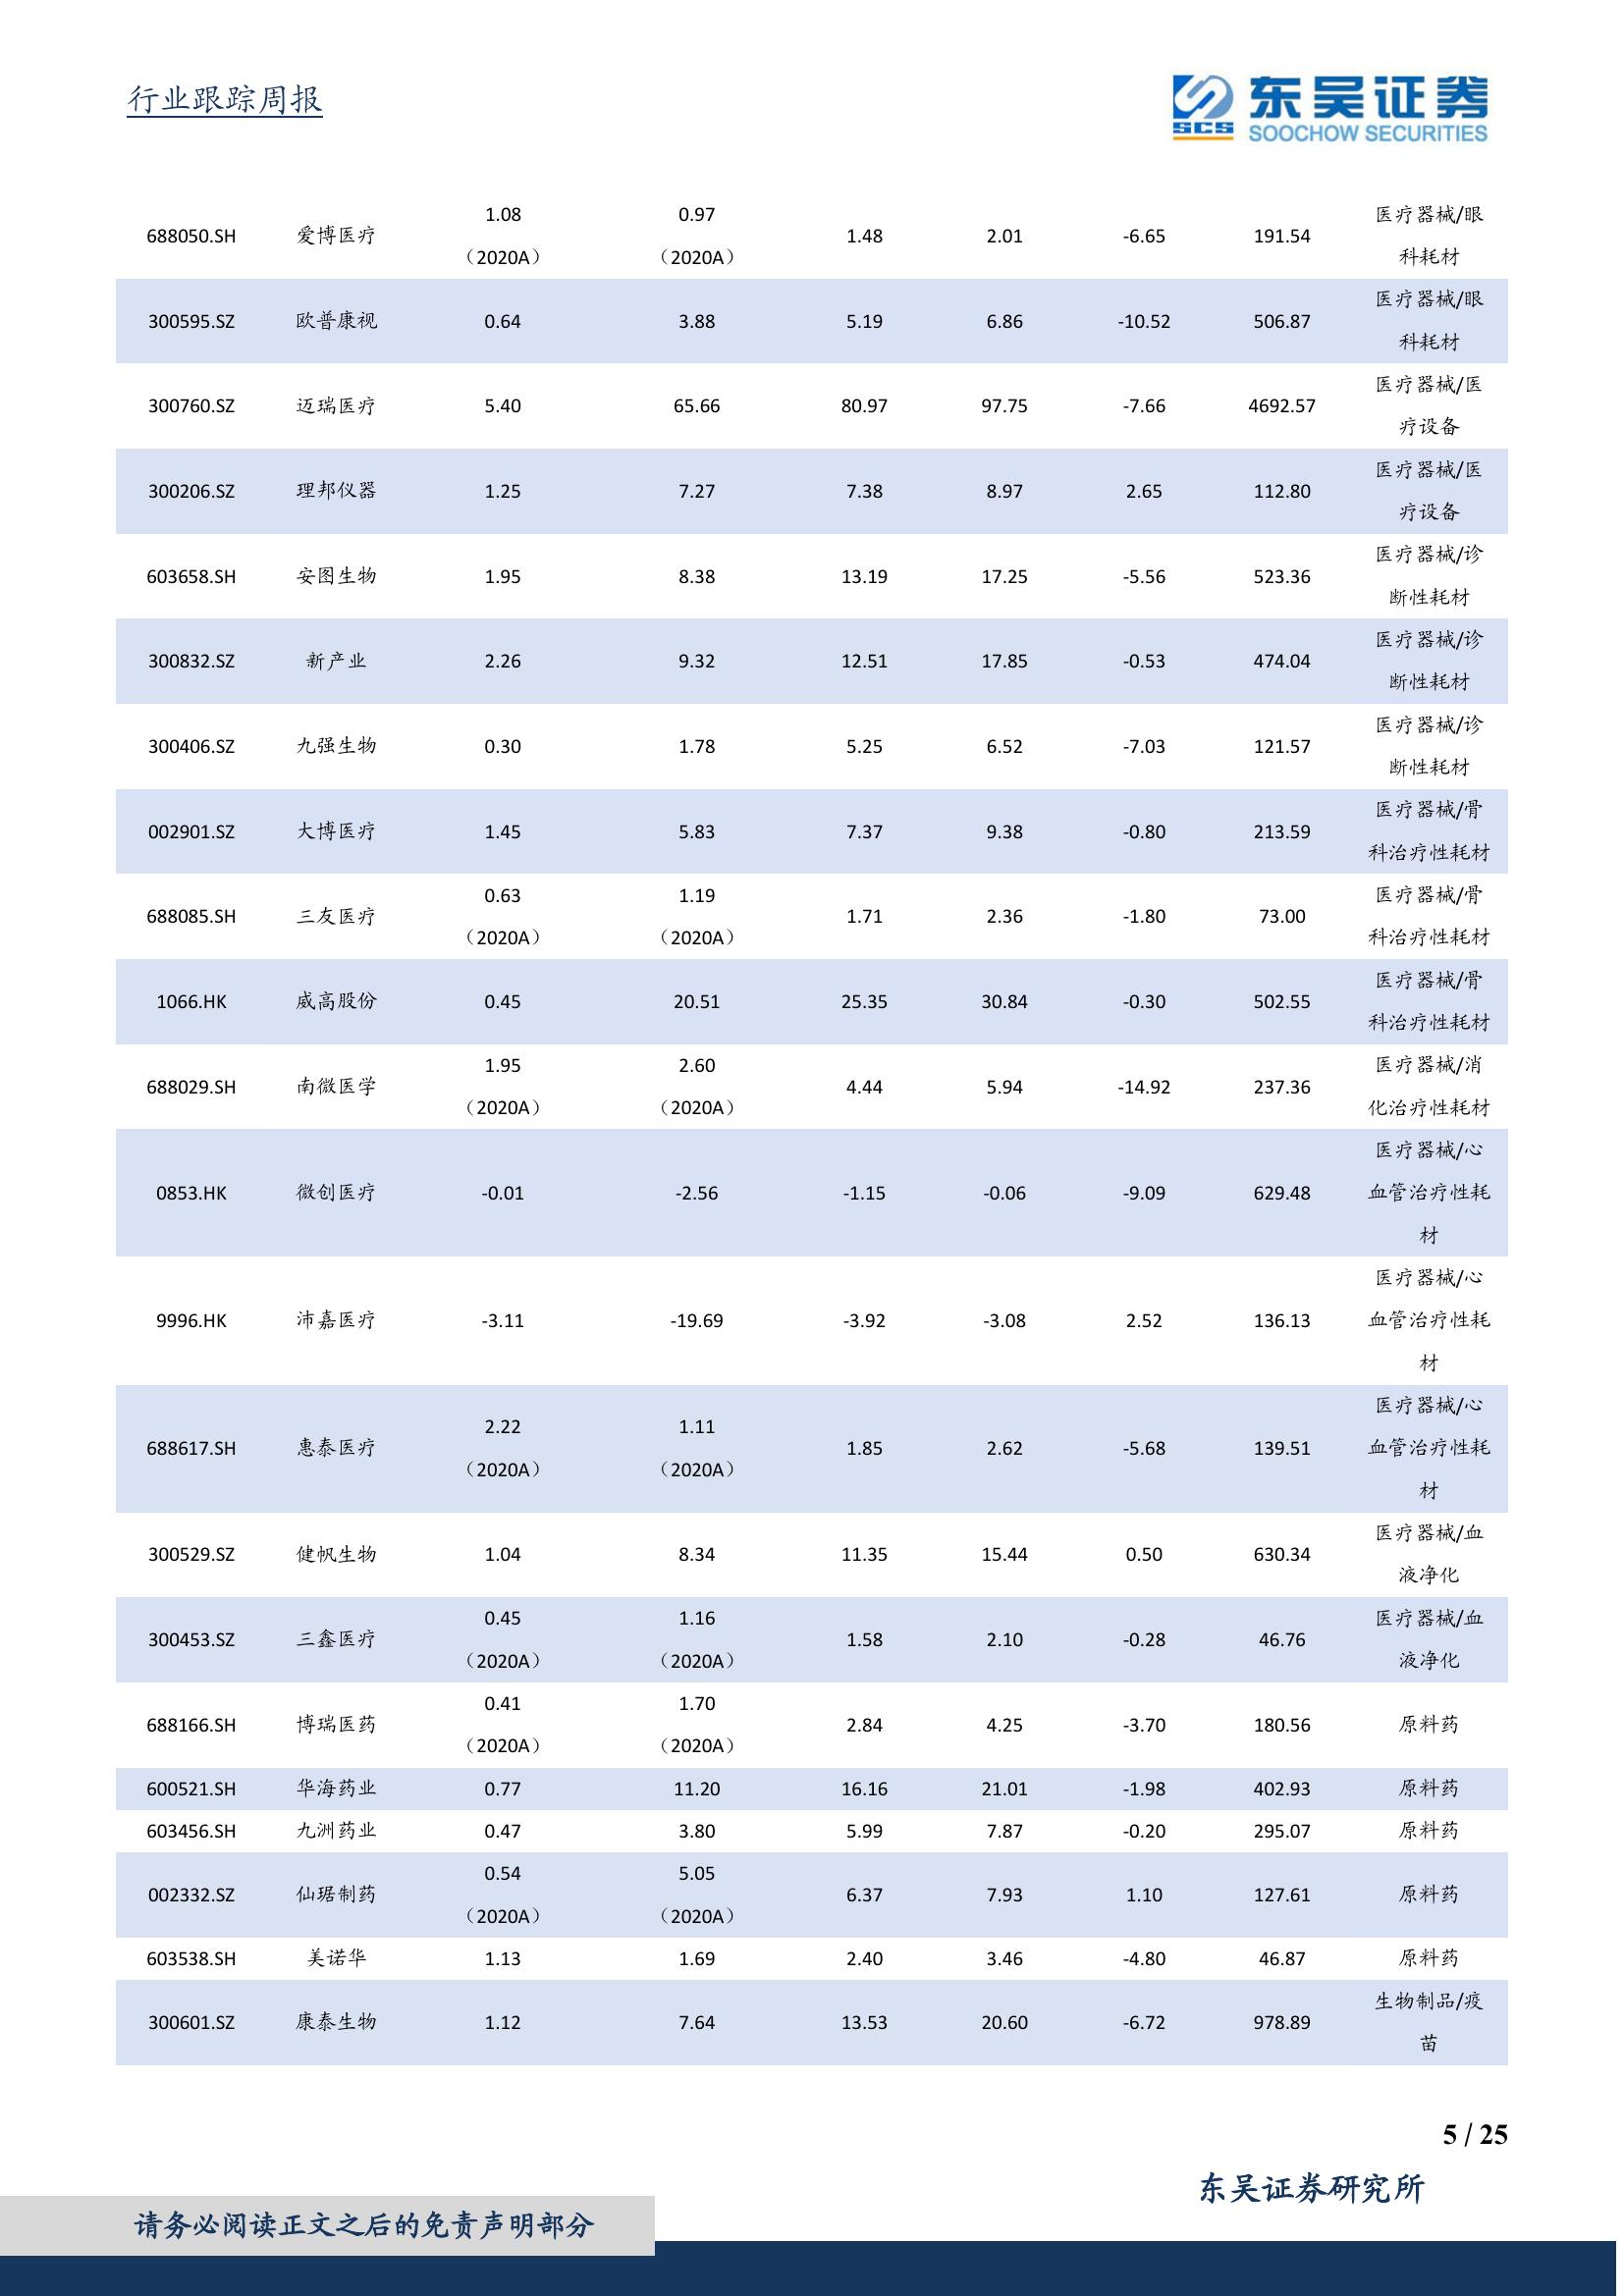 行业跟踪周报
东吴证券
SCS
SOOCHOW SECURITIES
688050.SH 爱博医疗 1.08（2020A） 0.97（2020A） 1.48 2.01 -6.65 191.54 医疗器械/眼科耗材
300595.SZ 欧普康视 0.64 3.88 5.19 6.86 -10.52 506.87 医疗器械/眼科耗材
300760.SZ 迈瑞医疗 5.40 65.66 80.97 97.75 -7.66 4692.57 医疗器械/医疗设备
300206.SZ 理邦仪器 1.25 7.27 7.38 8.97 2.65 112.80 医疗器械/医疗设备
603658.SH 安图生物 1.95 8.38 13.19 17.25 -5.56 523.36 医疗器械/诊断性耗材
300832.SZ 新产业 2.26 9.32 12.51 17.85 -0.53 474.04 医疗器械/诊断性耗材
300406.SZ 九强生物 0.30 1.78 5.25 6.52 -7.03 121.57 医疗器械/诊断性耗材
002901.SZ 大博医疗 1.45 5.83 7.37 9.38 -0.80 213.59 医疗器械/骨科治疗性耗材
688085.SH 三友医疗 0.63（2020A） 1.19（2020A） 1.71 2.36 -1.80 73.00 医疗器械/骨科治疗性耗材
1066.HK 威高股份 0.45 20.51 25.35 30.84 -0.30 502.55 医疗器械/骨科治疗性耗材
688029.SH 南微医学 1.95（2020A） 2.60（2020A） 4.44 5.94 -14.92 237.36 医疗器械/消化治疗性耗材
0853.HK 微创医疗 -0.01 -2.56 -1.15 -0.06 -9.09 629.48 医疗器械/心血管治疗性耗材
9996.HK 沛嘉医疗 -3.11 -19.69 -3.92 -3.08 2.52 136.13 医疗器械/心血管治疗性耗材
688617.SH 惠泰医疗 2.22（2020A） 1.11（2020A） 1.85 2.62 -5.68 139.51 医疗器械/心血管治疗性耗材
300529.SZ 健帆生物 1.04 8.34 11.35 15.44 0.50 630.34 医疗器械/血液净化
300453.SZ 三鑫医疗 0.45（2020A） 1.16（2020A） 1.58 2.10 -0.28 46.76 医疗器械/血液净化
688166.SH 博瑞医药 0.41（2020A） 1.70（2020A） 2.84 4.25 -3.70 180.56 原料药
600521.SH 华海药业 0.77 11.20 16.16 21.01 -1.98 402.93 原料药
603456.SH 九洲药业 0.47 3.80 5.99 7.87 -0.20 295.07 原料药
002332.SZ 仙琚制药 0.54（2020A） 5.05（2020A） 6.37 7.93 1.10 127.61 原料药
603538.SH 美诺华 1.13 1.69 2.40 3.46 -4.80 46.87 原料药
300601.SZ 康泰生物 1.12 7.64 13.53 20.60 -6.72 978.89 生物制品/疫苗
5 / 25
东吴证券研究所
请务必阅读正文之后的免责声明部分